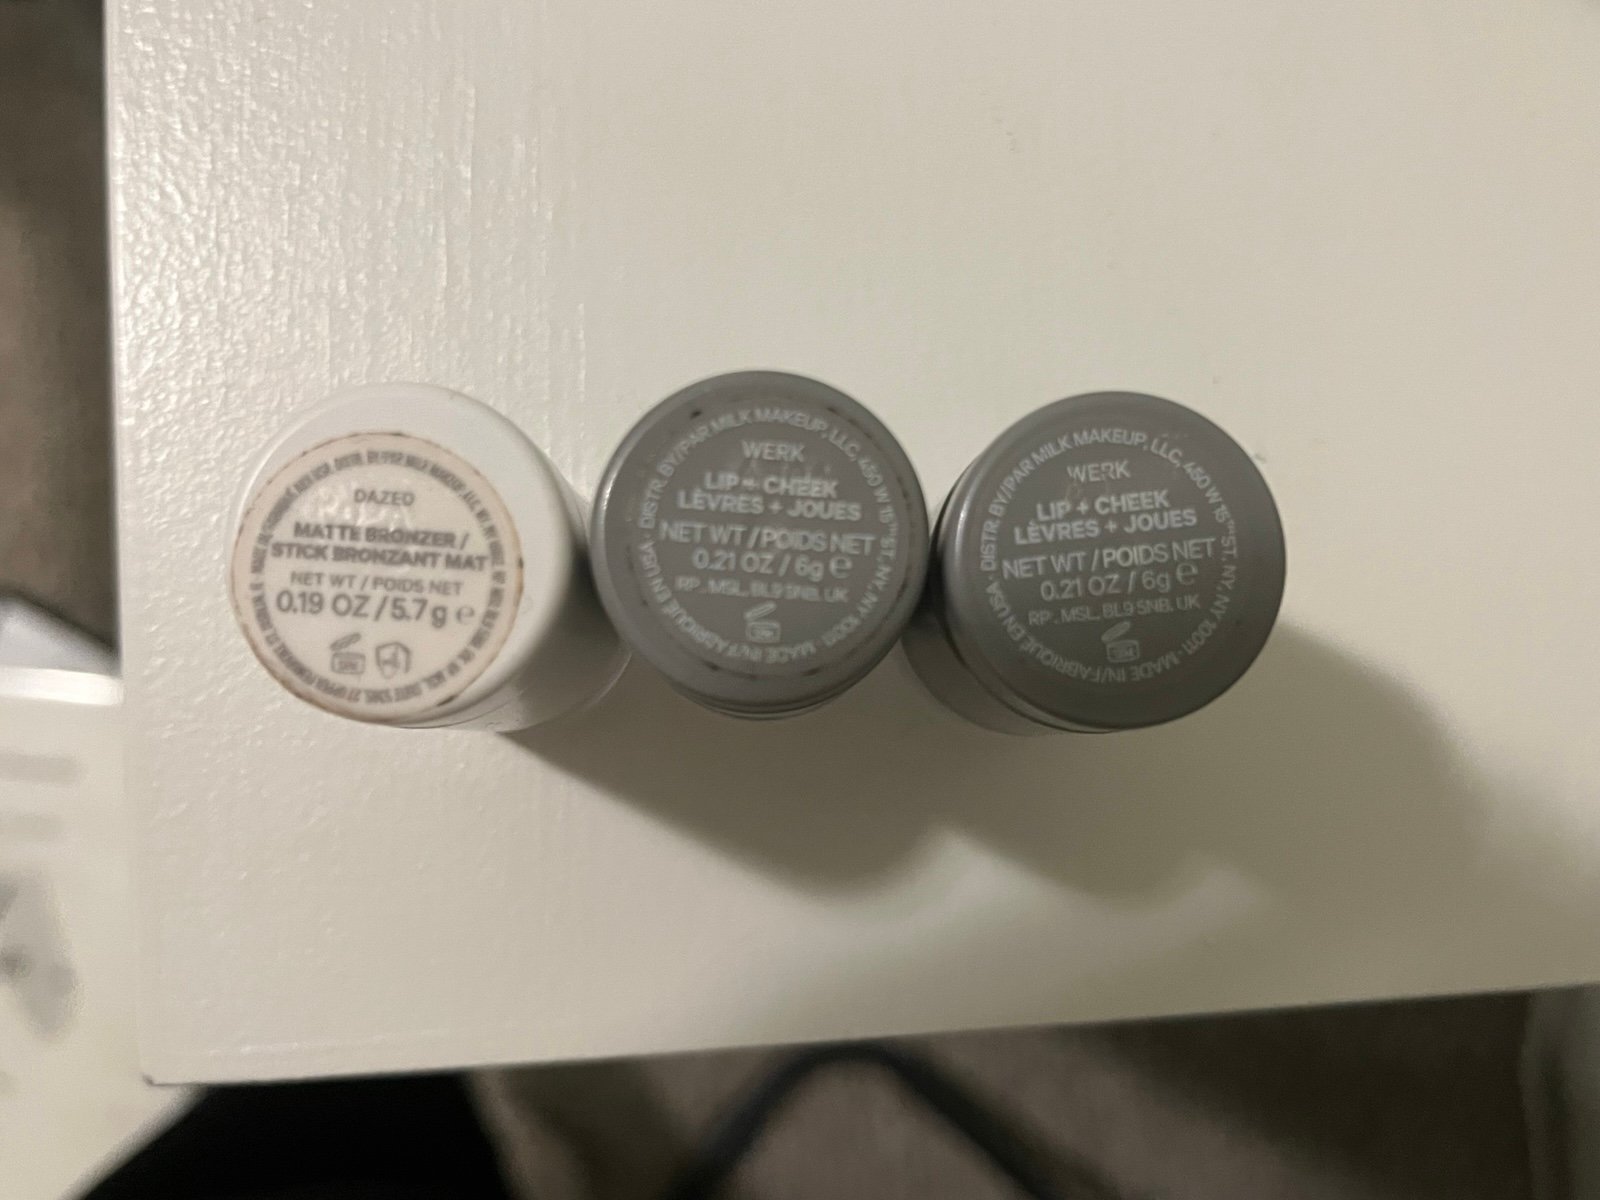 DAZED
MATTE BRONZER /
STICK BRONZANT MAT
NET WT / POIDS NET
0.19 OZ / 5.7 g e
WERK
LIP + CHEEK
LÈVRES + JOUES
NET WT / POIDS NET
0.21 OZ / 6g e
RP. MSL. BL9 5NB. UK
DISTR. BY/PAR MILK MAKEUP, LLC, 450 W 15TH ST, NY, NY 10011 · MADE IN/FABRIQUÉ EN USA ·
WERK
LIP + CHEEK
LÈVRES + JOUES
NET WT / POIDS NET
0.21 OZ / 6g e
RP. MSL. BL9 5NB. UK
DISTR. BY/PAR MILK MAKEUP, LLC, 450 W 15TH ST, NY, NY 10011 · MADE IN/FABRIQUÉ EN USA ·